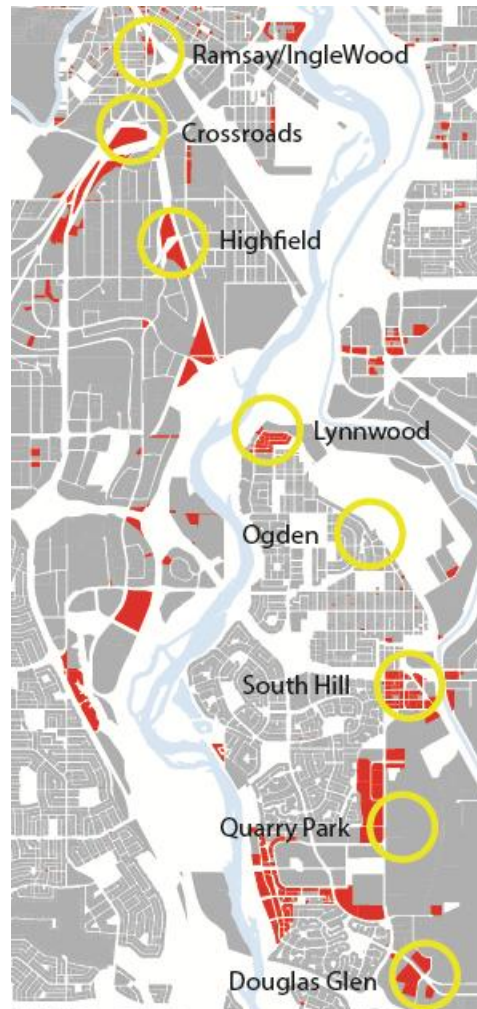 Ramsay/IngleWood
Crossroads
Highfield
Lynnwood
Ogden
South Hill
Quarry Park
Douglas Glen